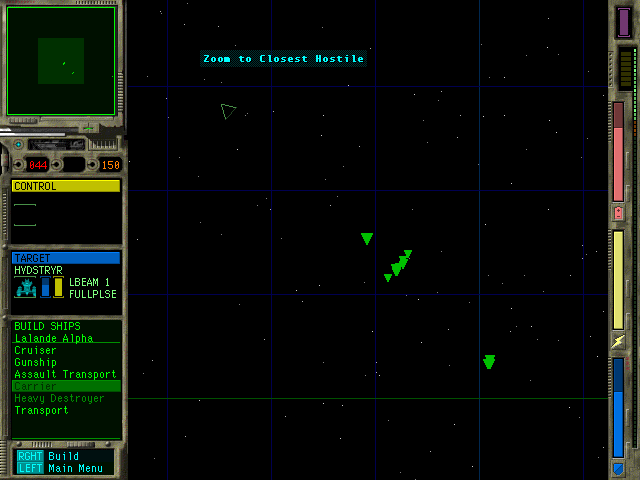 Zoom to Closest Hostile
044
150
CONTROL
TARGET
HYDSTRYR
LBEAM 1
FULLPLSE
BUILD SHIPS
Lalande Alpha
Cruiser
Gunship
Assault Transport
Carrier
Heavy Destroyer
Transport
RGHT Build
LEFT Main Menu